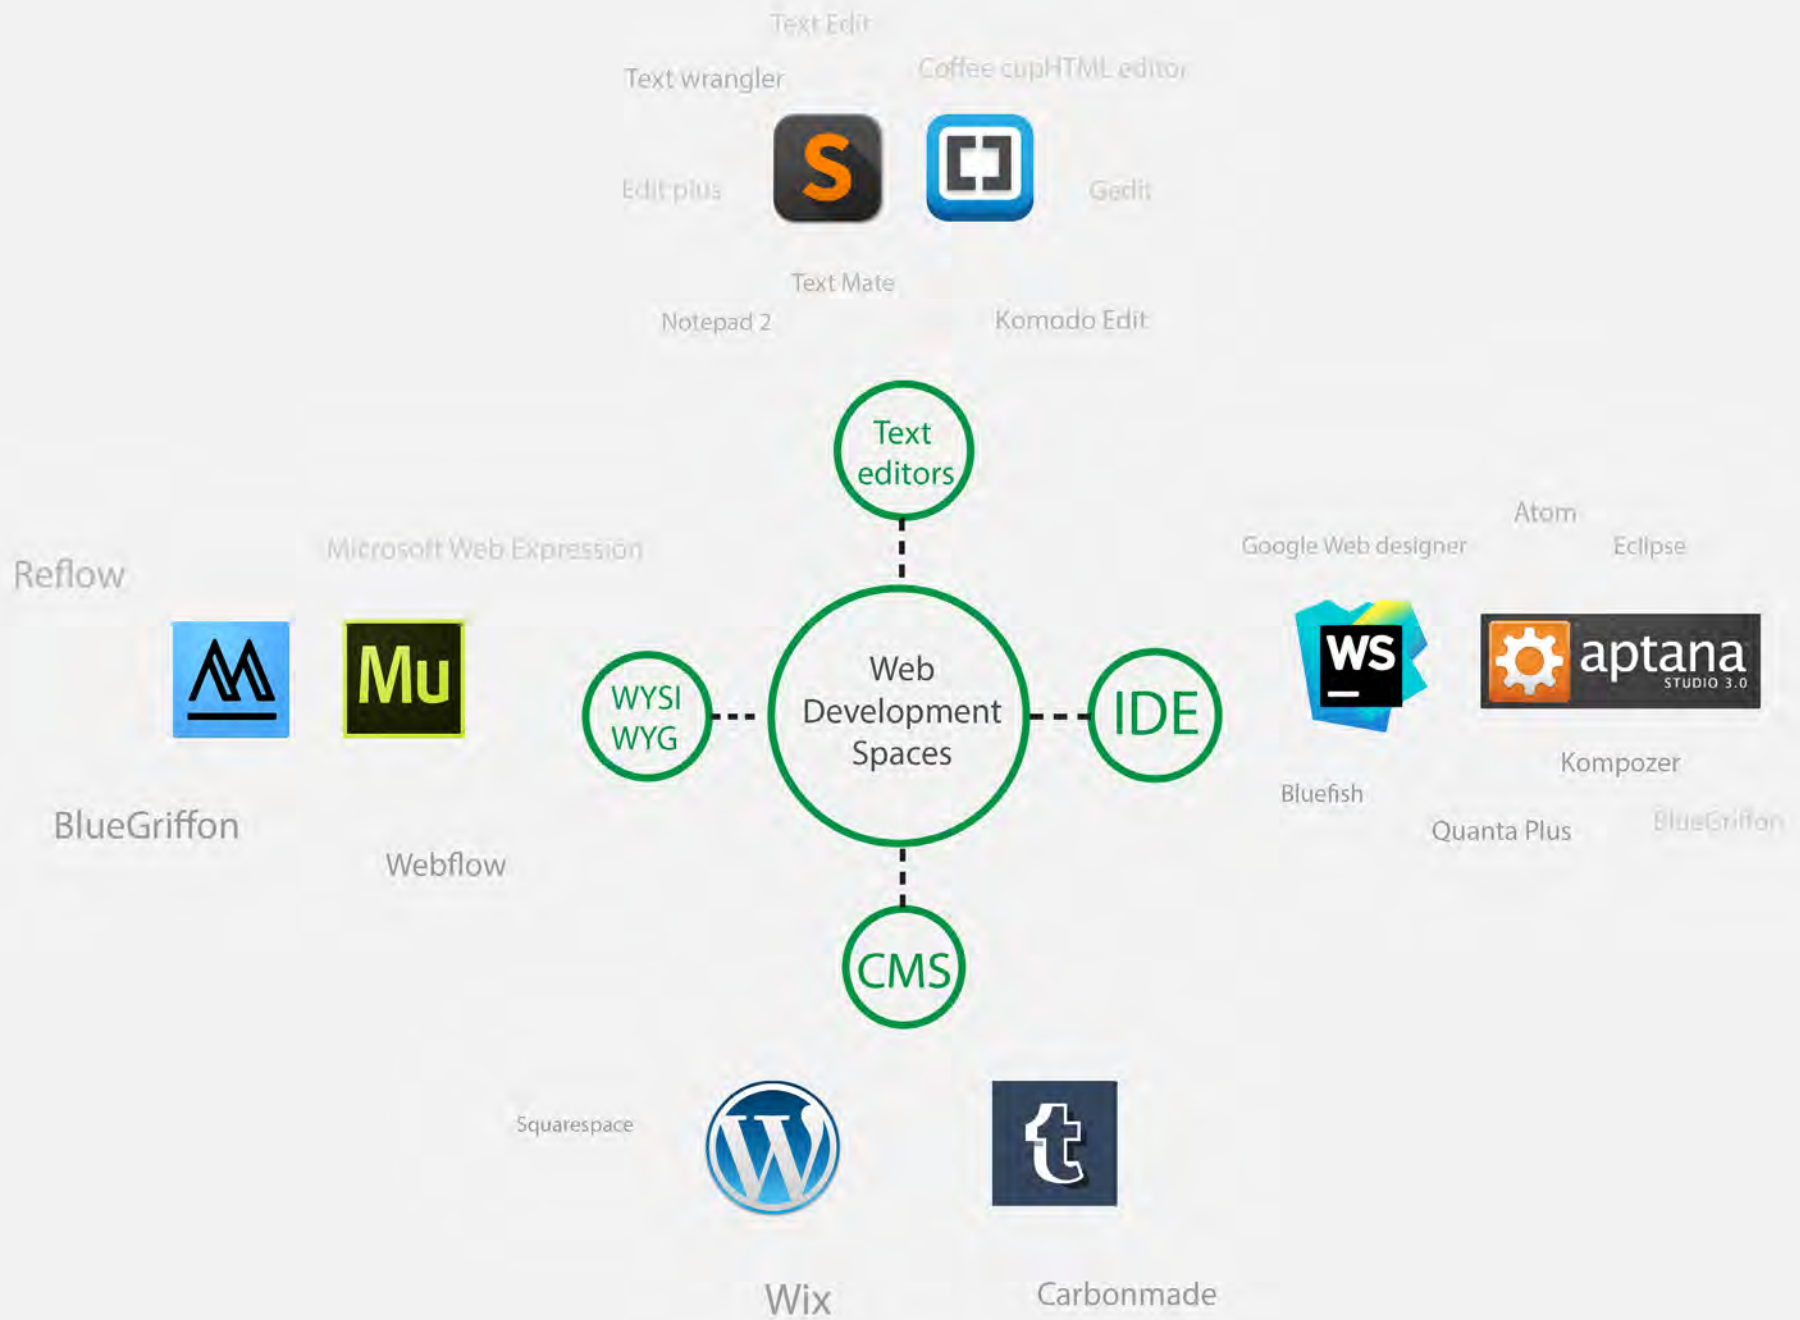 Text Edit
Text wrangler
Coffee cupHTML editor
S
Edit plus
Gedit
Text Mate
Notepad 2
Komodo Edit
Text
editors
Atom
Microsoft Web Expression
Google Web designer
Eclipse
Reflow
Mu
WS
aptana
STUDIO 3.0
WYSI
WYG
Web
Development
Spaces
IDE
Kompozer
Bluefish
BlueGriffon
Quanta Plus
BlueGriffon
Webflow
CMS
Squarespace
W
t
Wix
Carbonmade